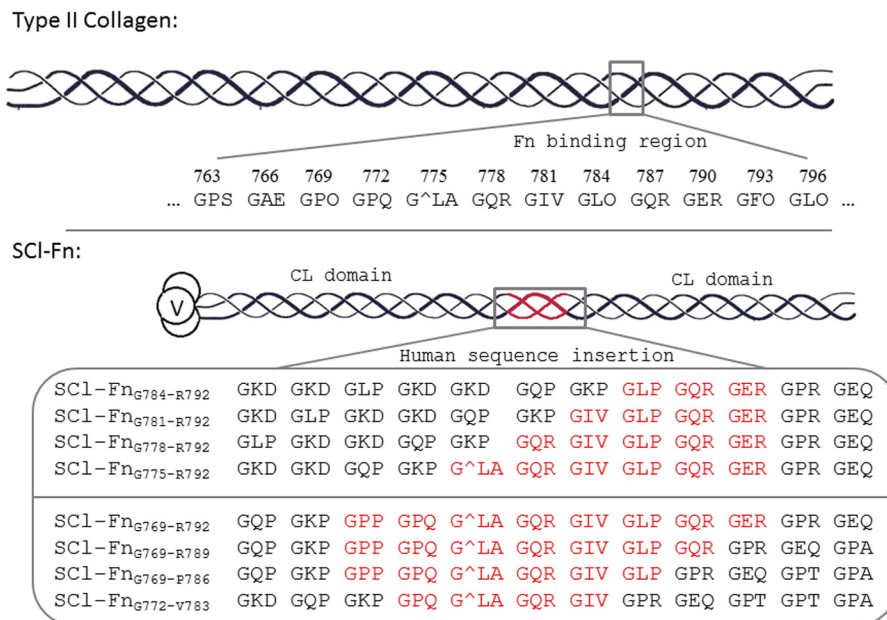 Type II Collagen:
Fn binding region
763 766 769 772 775 778 781 784 787 790 793 796
... GPS GAE GPO GPQ G^LA GQR GIV GLO GQR GER GFO GLO ...
SCl-Fn:
CL domain CL domain
V
Human sequence insertion
SCl-FnG784-R792 GKD GKD GLP GKD GKD GQP GKP GLP GQR GER GPR GEQ
SCl-FnG781-R792 GKD GLP GKD GKD GQP GKP GIV GLP GQR GER GPR GEQ
SCl-FnG778-R792 GLP GKD GKD GQP GKP GQR GIV GLP GQR GER GPR GEQ
SCl-FnG775-R792 GKD GKD GQP GKP G^LA GQR GIV GLP GQR GER GPR GEQ
SCl-FnG769-R792 GQP GKP GPP GPQ G^LA GQR GIV GLP GQR GER GPR GEQ
SCl-FnG769-R789 GQP GKP GPP GPQ G^LA GQR GIV GLP GQR GPR GEQ GPA
SCl-FnG769-P786 GQP GKP GPP GPQ G^LA GQR GIV GLP GPR GEQ GPT GPA
SCl-FnG772-V783 GKD GQP GKP GPQ G^LA GQR GIV GPR GEQ GPT GPT GPA